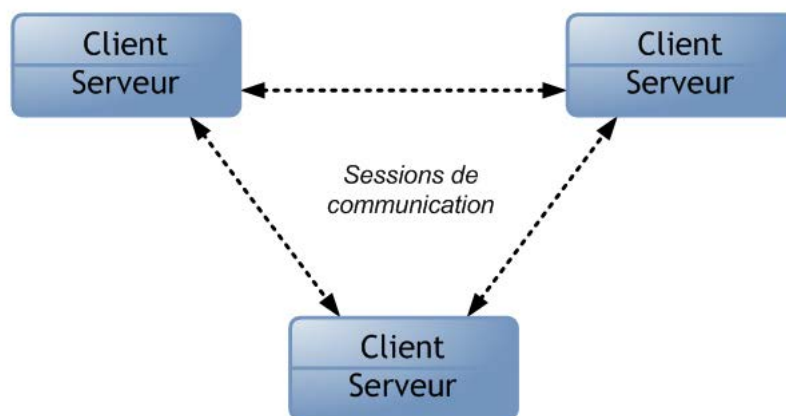 Client
Serveur
Client
Serveur
Sessions de
communication
Client
Serveur